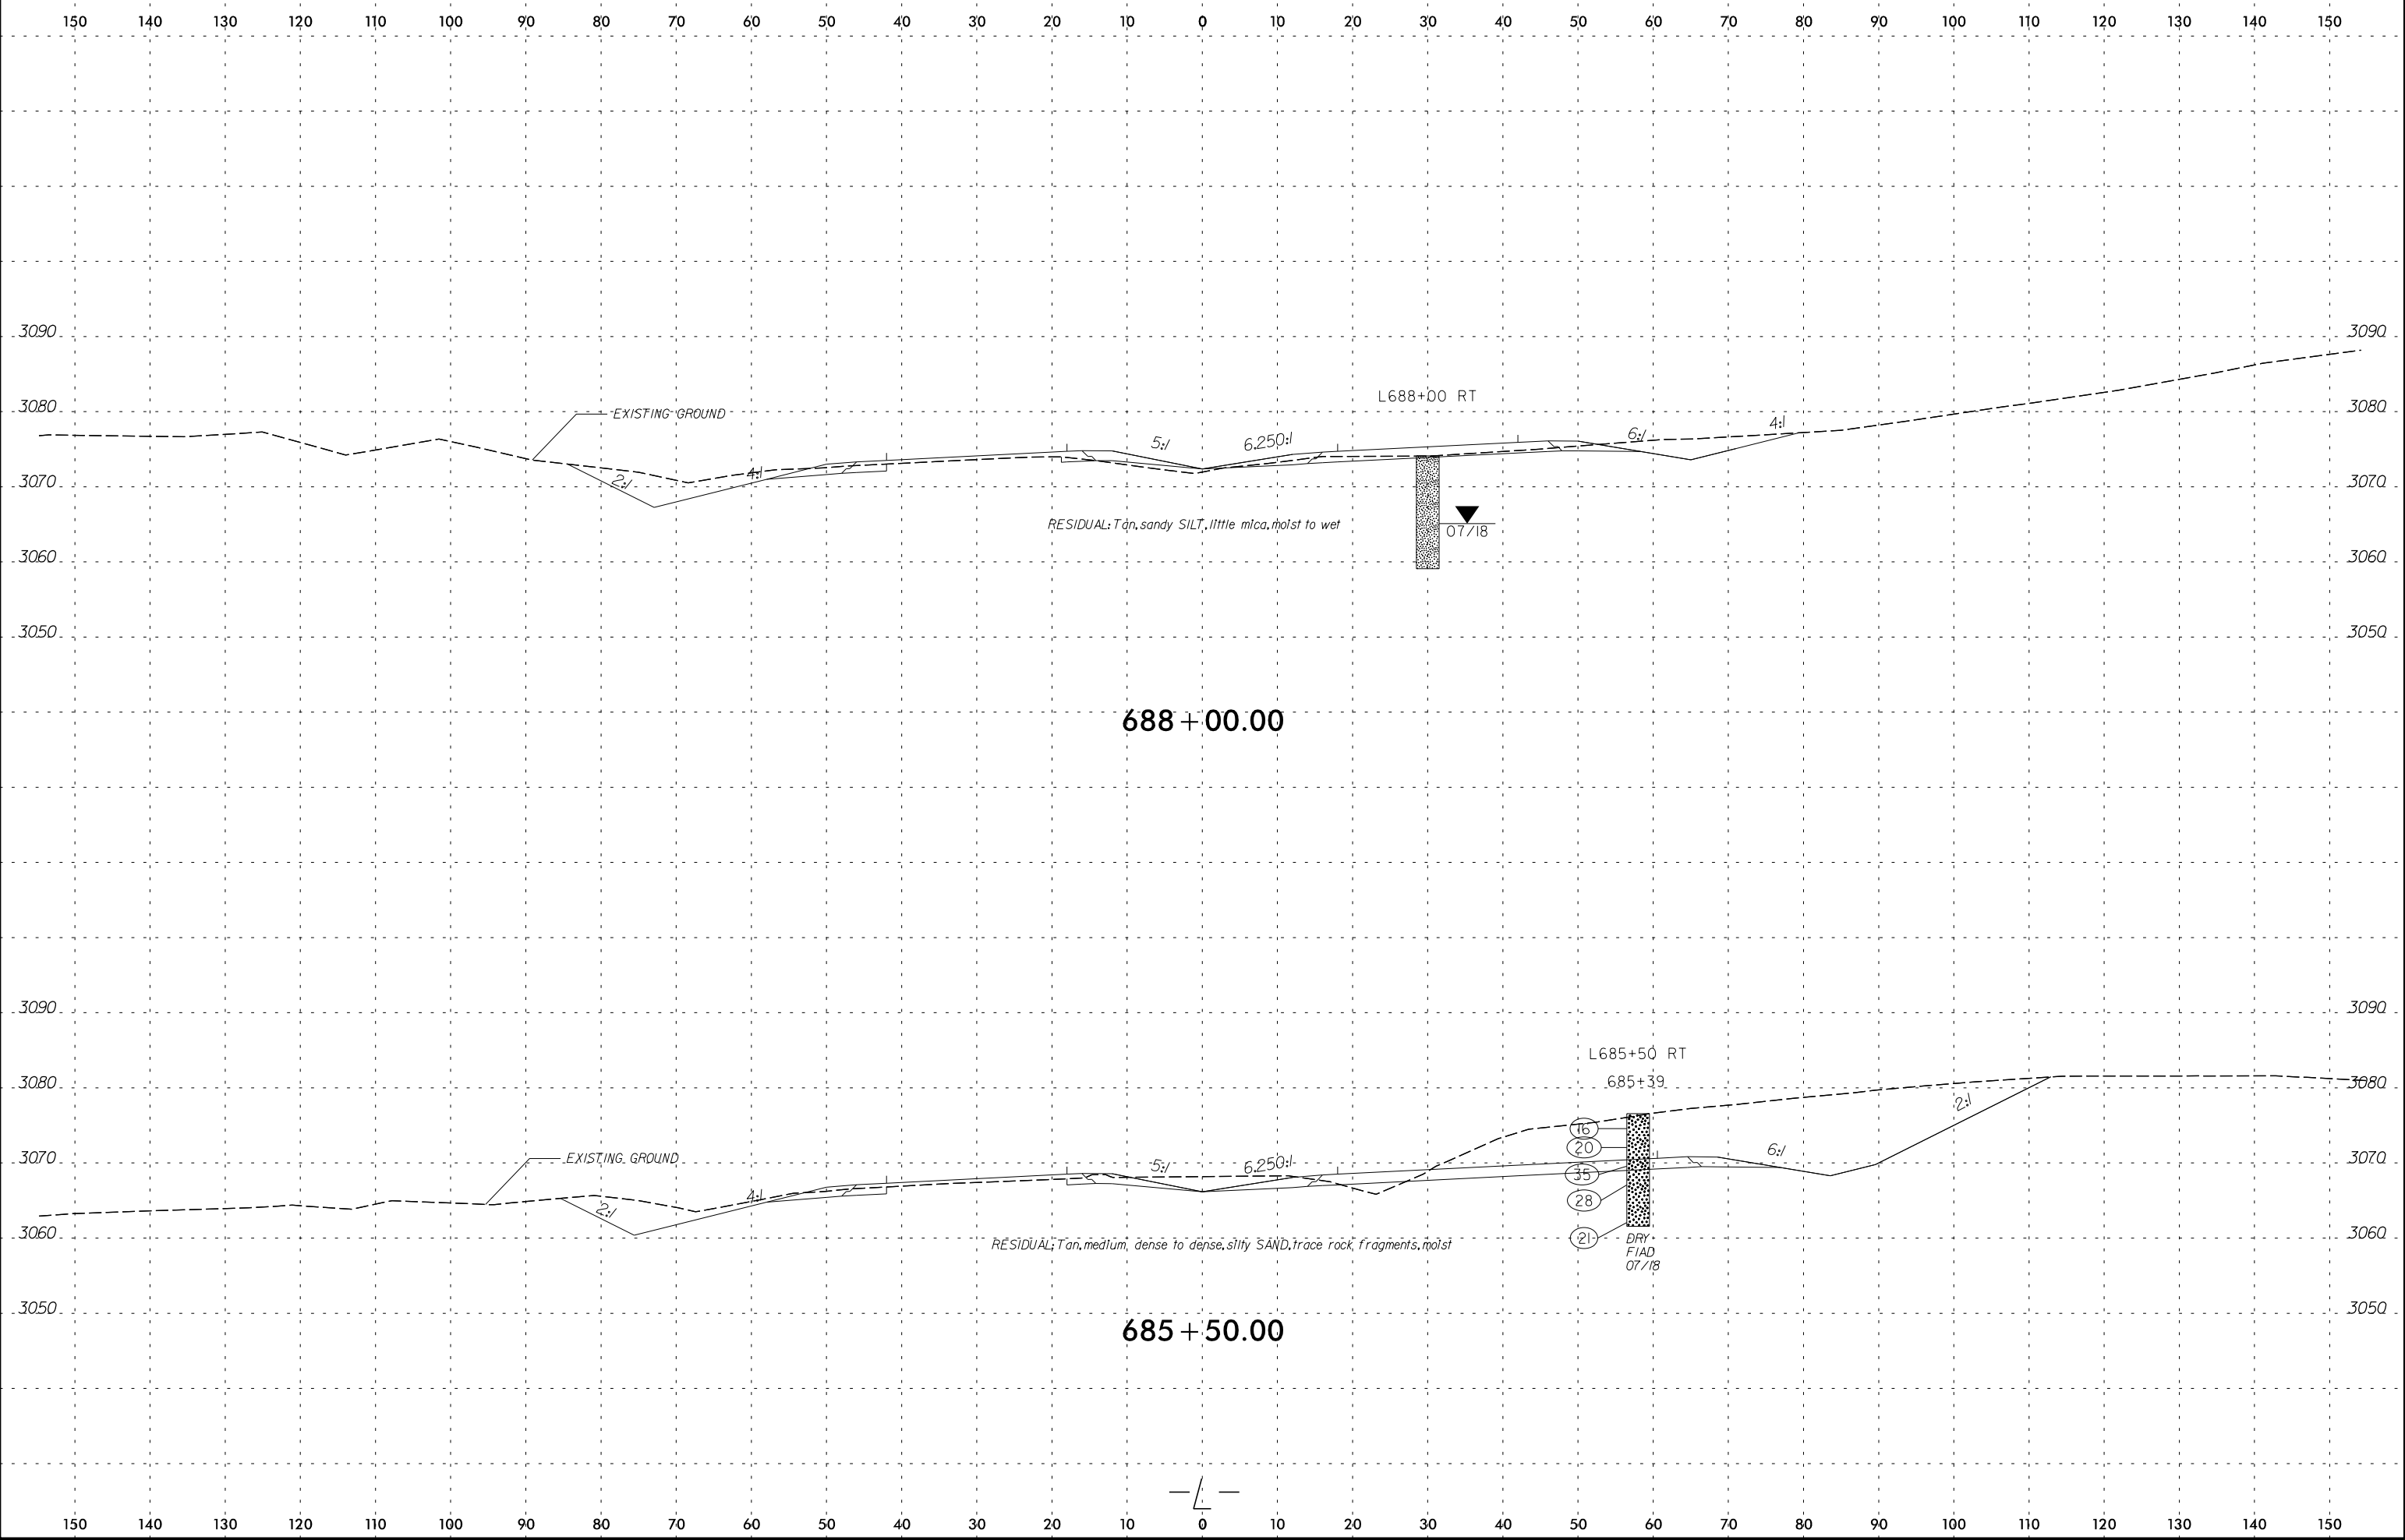 150 140 130 120 110 100 90 80 70 60 50 40 30 20 10 0 10 20 30 40 50 60 70 80 90 100 110 120 130 140 150
3090 3090
L688+00 RT
3080 EXISTING GROUND 3080
5:1 6.250:1 6:1 4:1
3070 2:1 4:1 3070
RESIDUAL: Tan, sandy SILT, little mica, moist to wet
07/18
3060 3060
3050 3050
688+00.00
3090 3090
L685+50 RT
685+39
3080 3080
2:1
16
20
3070 EXISTING GROUND 5:1 6.250:1 6:1 3070
35
4:1 28
2:1
3060 21 DRY 3060
RESIDUAL: Tan, medium dense to dense, silty SAND, trace rock fragments, moist
FIAD
07/18
3050 3050
685+50.00
L
150 140 130 120 110 100 90 80 70 60 50 40 30 20 10 0 10 20 30 40 50 60 70 80 90 100 110 120 130 140 150